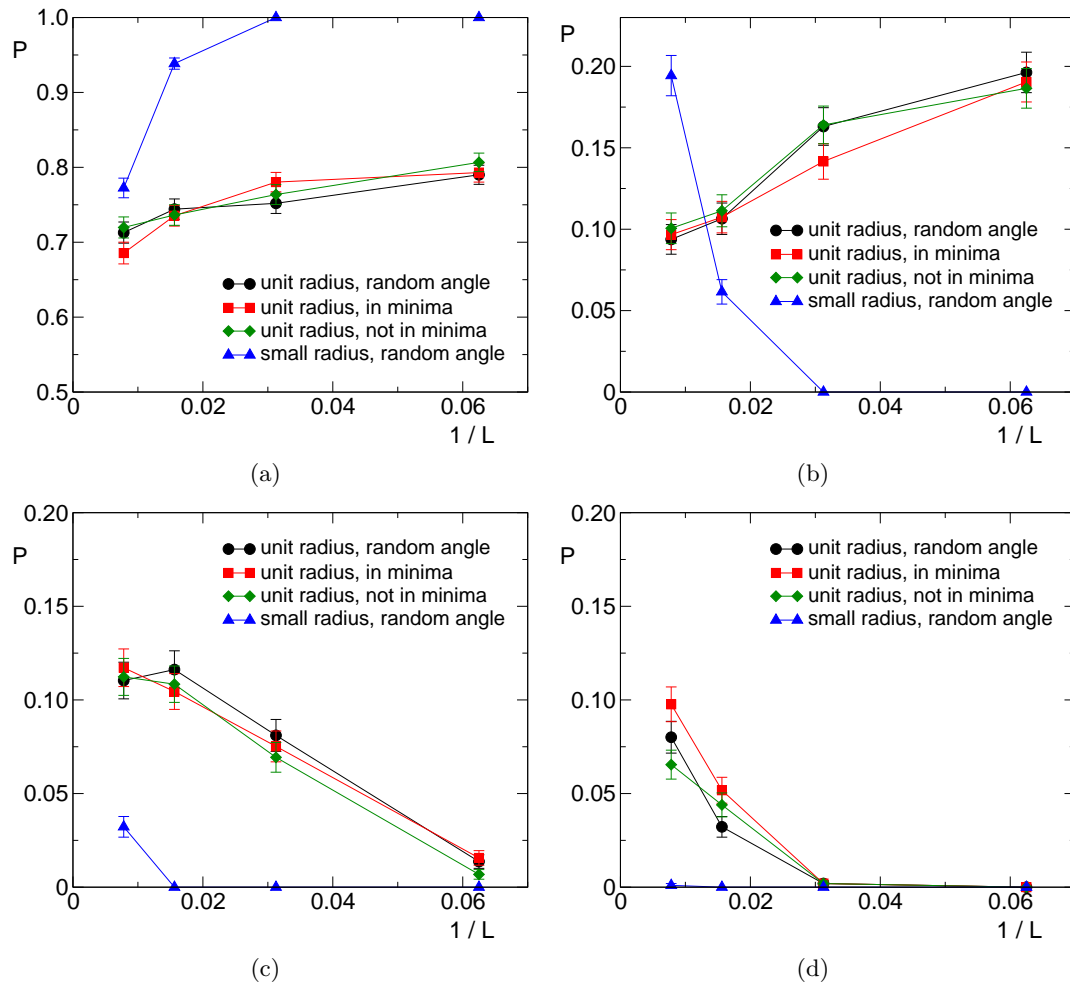 1.0
P
0.9
0.8
0.7
0.6
0.5
unit radius, random angle
unit radius, in minima
unit radius, not in minima
small radius, random angle
0 0.02 0.04 0.06
1 / L
(a)
P
0.20
0.15
0.10
0.05
0
unit radius, random angle
unit radius, in minima
unit radius, not in minima
small radius, random angle
0 0.02 0.04 0.06
1 / L
(b)
0.20
P
0.15
0.10
0.05
0
unit radius, random angle
unit radius, in minima
unit radius, not in minima
small radius, random angle
0 0.02 0.04 0.06
1 / L
(c)
0.20
P
0.15
0.10
0.05
0
unit radius, random angle
unit radius, in minima
unit radius, not in minima
small radius, random angle
0 0.02 0.04 0.06
1 / L
(d)